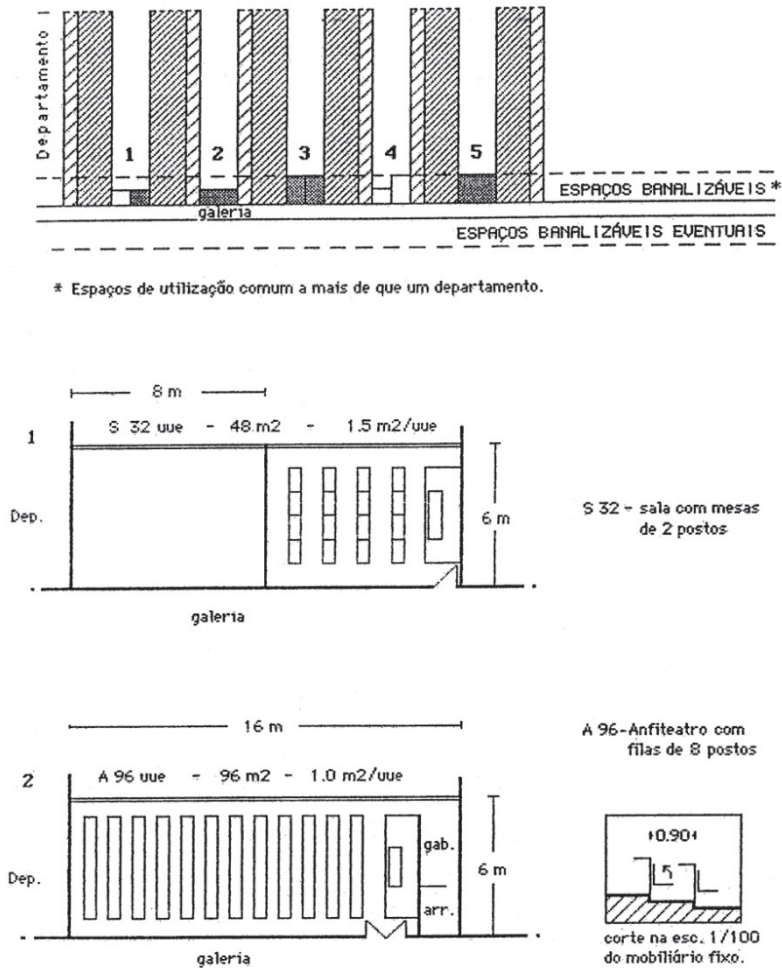 Departamento
1 2 3 4 5
ESPAÇOS BANALIZÁVEIS *
galeria
ESPAÇOS BANALIZÁVEIS EVENTUAIS
* Espaços de utilização comum a mais de que um departamento.
8 m
1
S 32 uue - 48 m2 - 1.5 m2/uue
Dep.
6 m
S 32 - sala com mesas
de 2 postos
galeria
16 m
A 96-Anfiteatro com
filas de 8 postos
2
A 96 uue - 96 m2 - 1.0 m2/uue
0.90
gab.
Dep.
6 m
arr.
galeria
corte na esc. 1/100
do mobiliário fixo.